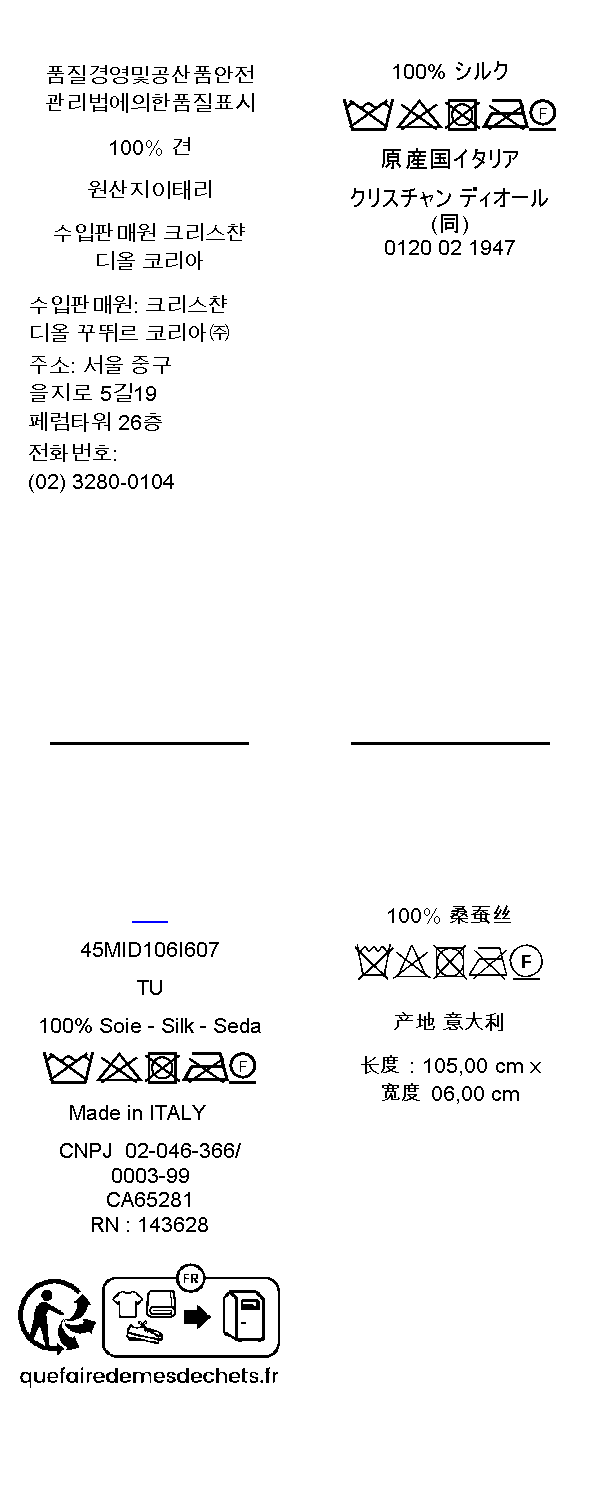 품질경영및공산품안전
관리법에의한품질표시
100% 견
원산지이태리
수입판매원 크리스챤
디올 코리아
수입판매원: 크리스챤
디올 꾸뛰르 코리아㈜
주소: 서울 중구
을지로 5길19
페럼타워 26층
전화번호:
(02) 3280-0104
100% シルク
F
原産国イタリア
クリスチャン ディオール
(同)
0120 02 1947
45MID106I607
TU
100% Soie - Silk - Seda
F
Made in ITALY
CNPJ 02-046-366/
0003-99
CA65281
RN : 143628
FR
quefairedemesdechets.fr
100% 桑蚕丝
F
产地 意大利
长度 : 105,00 cm x
宽度 06,00 cm